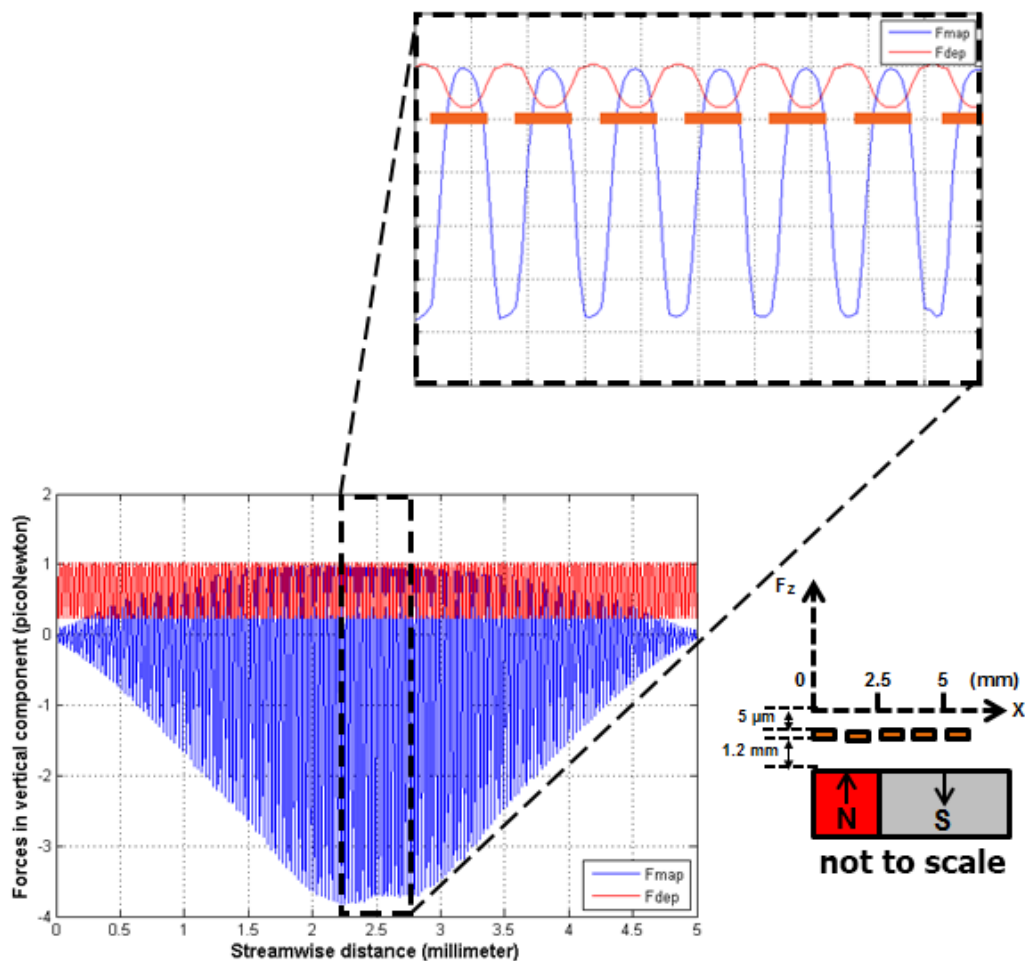 Fmap
Fdep
2
1
0
-1
-2
-3
-4
Forces in vertical component (picoNewton)
Fmap
Fdep
0 0.5 1 1.5 2 2.5 3 3.5 4 4.5 5
Streamwise distance (millimeter)
Fz
0 2.5 5 (mm)
X
5 µm
1.2 mm
N S
not to scale